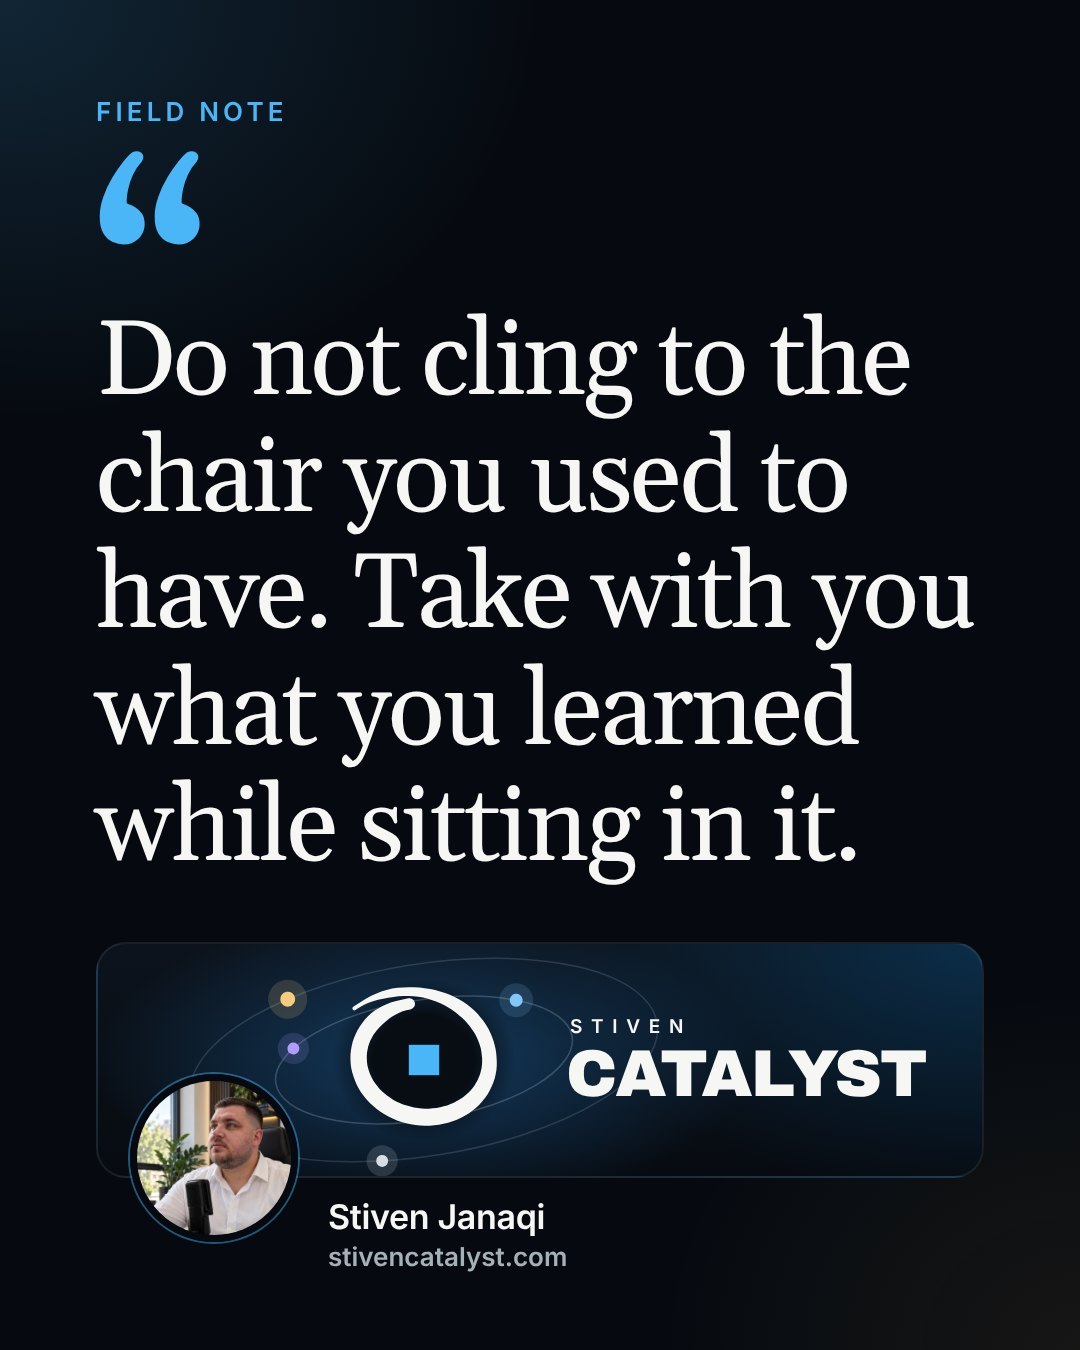 FIELD NOTE
“
Do not cling to the
chair you used to
have. Take with you
what you learned
while sitting in it.
STIVEN
CATALYST
Stiven Janaqi
stivencatalyst.com